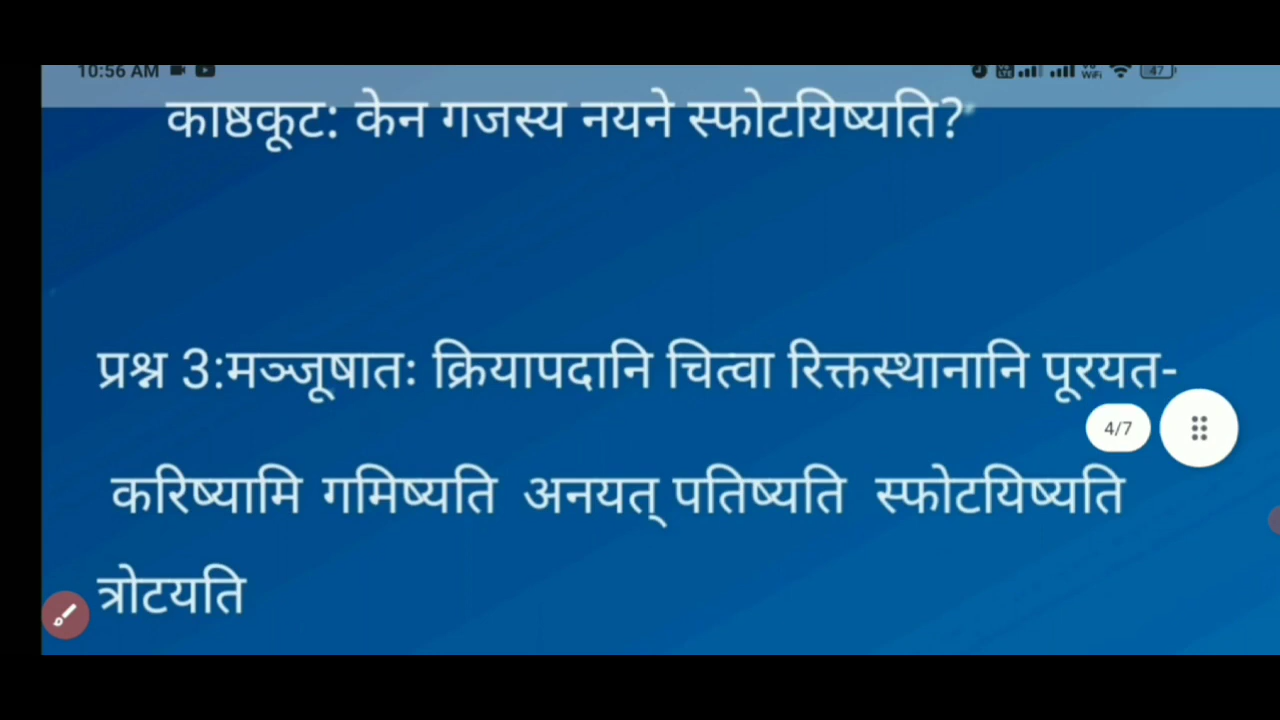 10:56 AM
47
काष्ठकूट: केन गजस्य नयने स्फोटयिष्यति?
प्रश्न 3:मञ्जूषातः क्रियापदानि चित्वा रिक्तस्थानानि पूरयत-
4/7
करिष्यामि गमिष्यति अनयत् पतिष्यति स्फोटयिष्यति
त्रोटयति